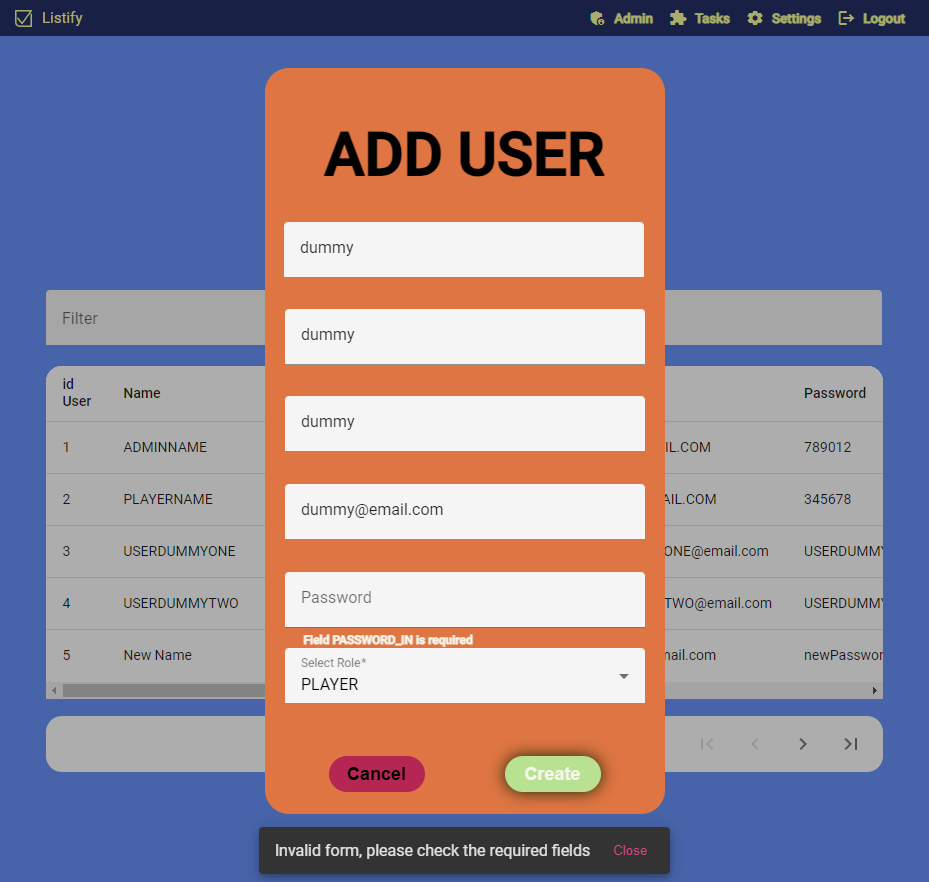 Listify
Admin Tasks Settings Logout
ADD USER
dummy
dummy
dummy
dummy@email.com
Password
Field PASSWORD_IN is required
Select Role*
PLAYER
Cancel Create
Filter
id User Name Password
1 ADMINNAME IL.COM 789012
2 PLAYERNAME AIL.COM 345678
3 USERDUMMYONE ONE@email.com USERDUMMY
4 USERDUMMYTWO TWO@email.com USERDUMMY
5 New Name mail.com newPasswor
Invalid form, please check the required fields Close